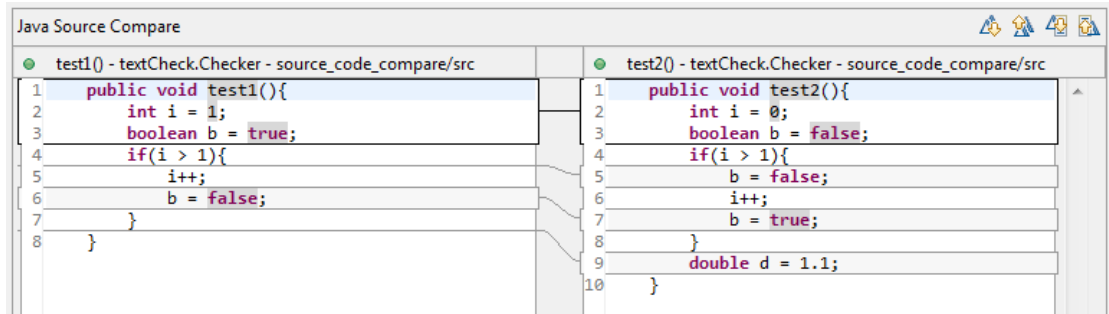 Java Source Compare
test1() - textCheck.Checker - source_code_compare/src
1 public void test1(){
2 int i = 1;
3 boolean b = true;
4 if(i > 1){
5 i++;
6 b = false;
7 }
8 }
test2() - textCheck.Checker - source_code_compare/src
1 public void test2(){
2 int i = 0;
3 boolean b = false;
4 if(i > 1){
5 b = false;
6 i++;
7 b = true;
8 }
9 double d = 1.1;
10 }